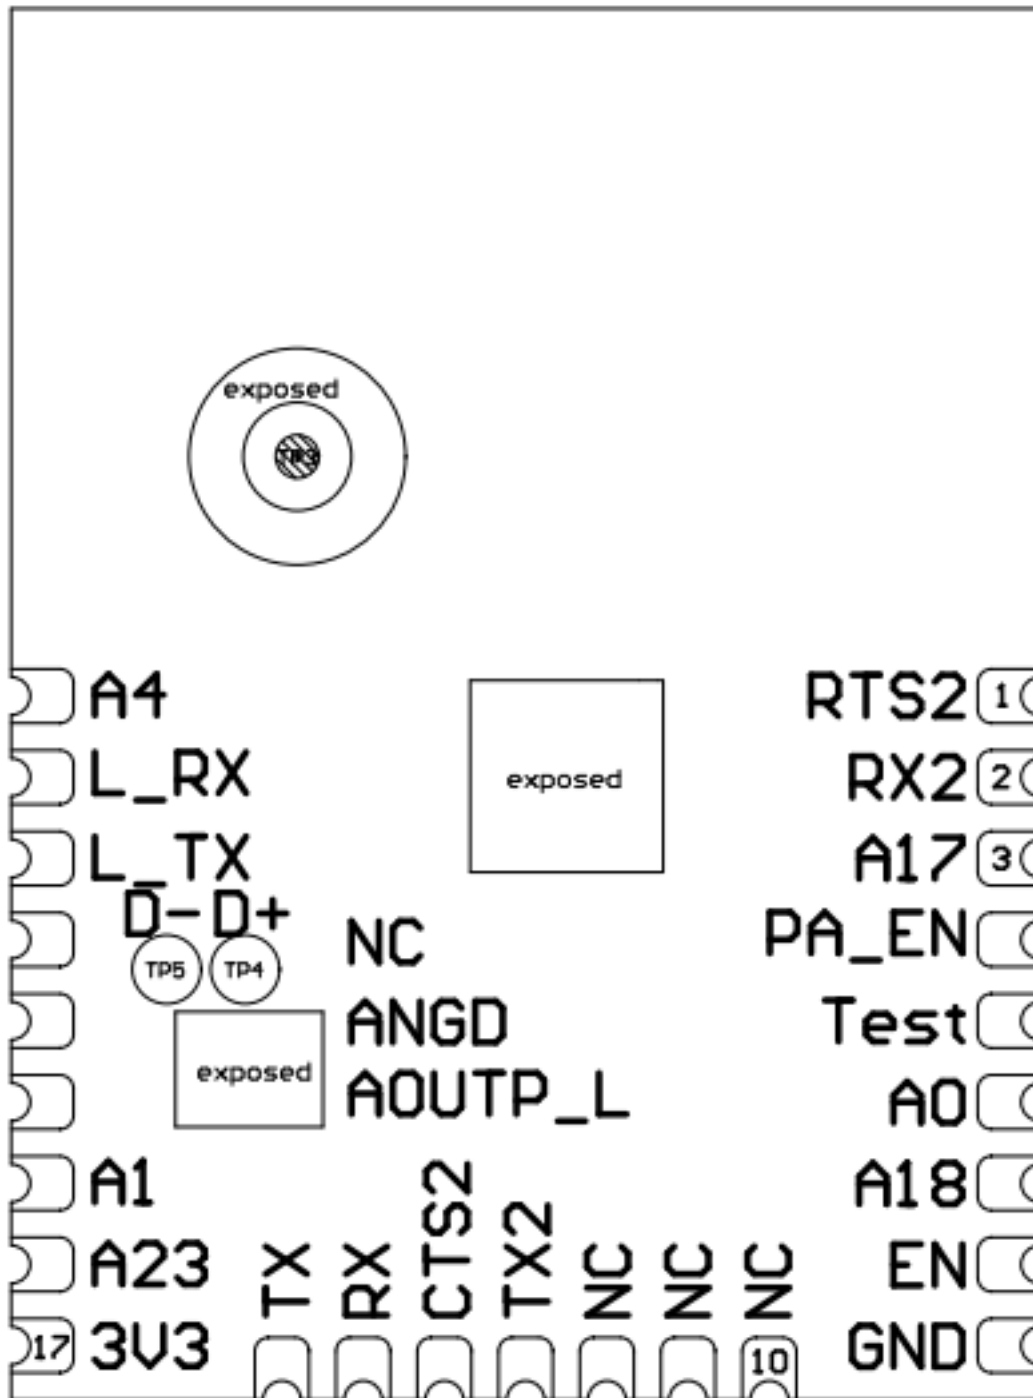 exposed
TP3
A4
RTS2 1
L_RX
exposed
RX2 2
L_TX
A17 3
D- D+
NC
PA_EN
TP5 TP4
ANGD
Test
exposed
AOUTP_L
A0
A1
A18
TX RX CTS2 TX2 NC NC NC
A23
EN
17 3V3
10
GND